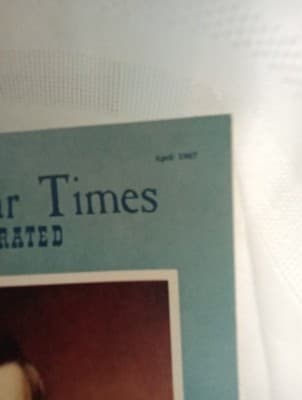 April 1967
r Times
RATED